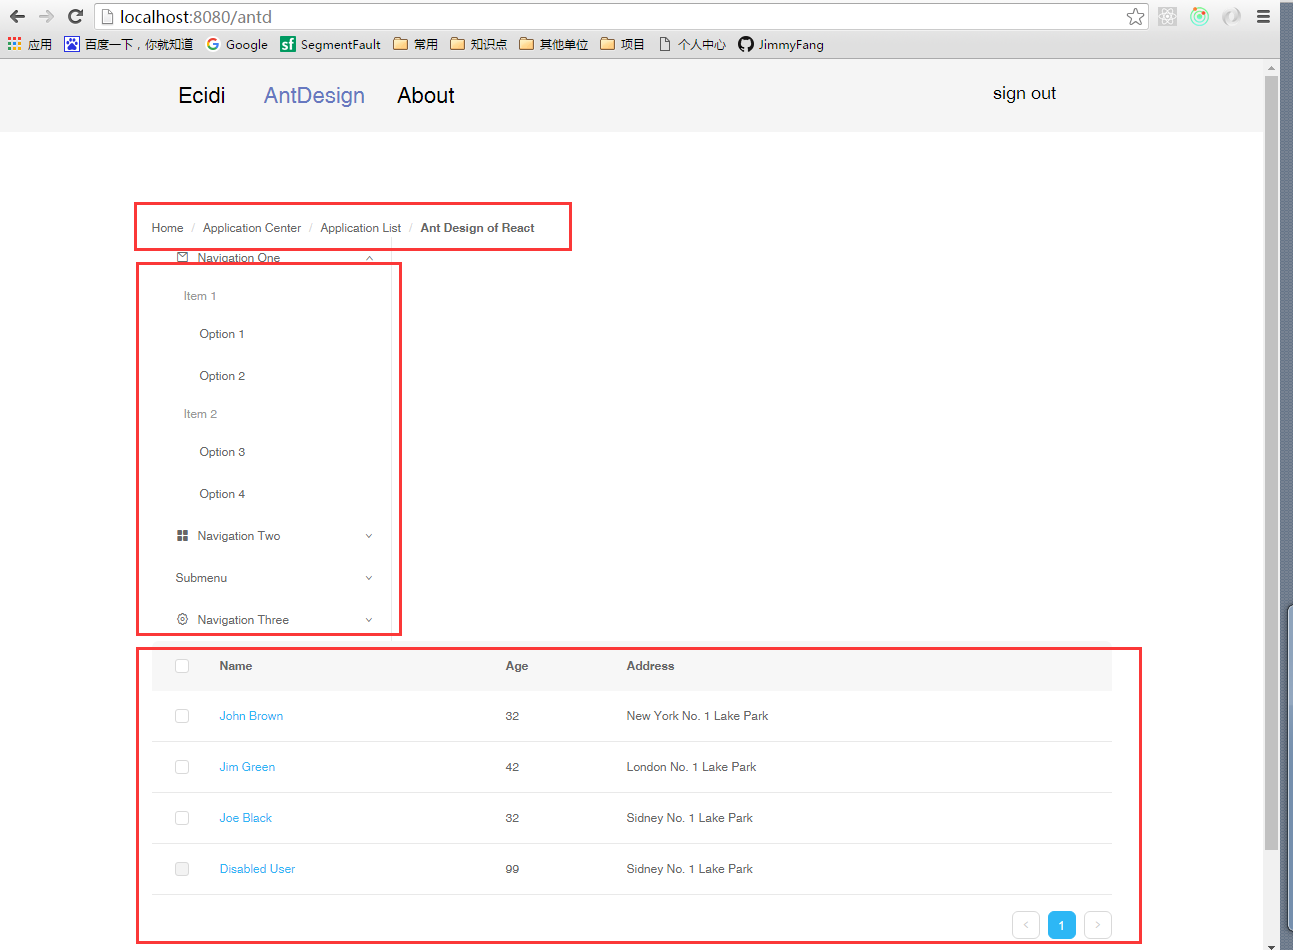 localhost:8080/antd
应用 百度一下，你就知道 Google SegmentFault 常用 知识点 其他单位 项目 个人中心 JimmyFang
Ecidi AntDesign About sign out
Home / Application Center / Application List / Ant Design of React
Navigation One
Item 1
Option 1
Option 2
Item 2
Option 3
Option 4
Navigation Two
Submenu
Navigation Three
Name Age Address
John Brown 32 New York No. 1 Lake Park
Jim Green 42 London No. 1 Lake Park
Joe Black 32 Sidney No. 1 Lake Park
Disabled User 99 Sidney No. 1 Lake Park
< 1 >